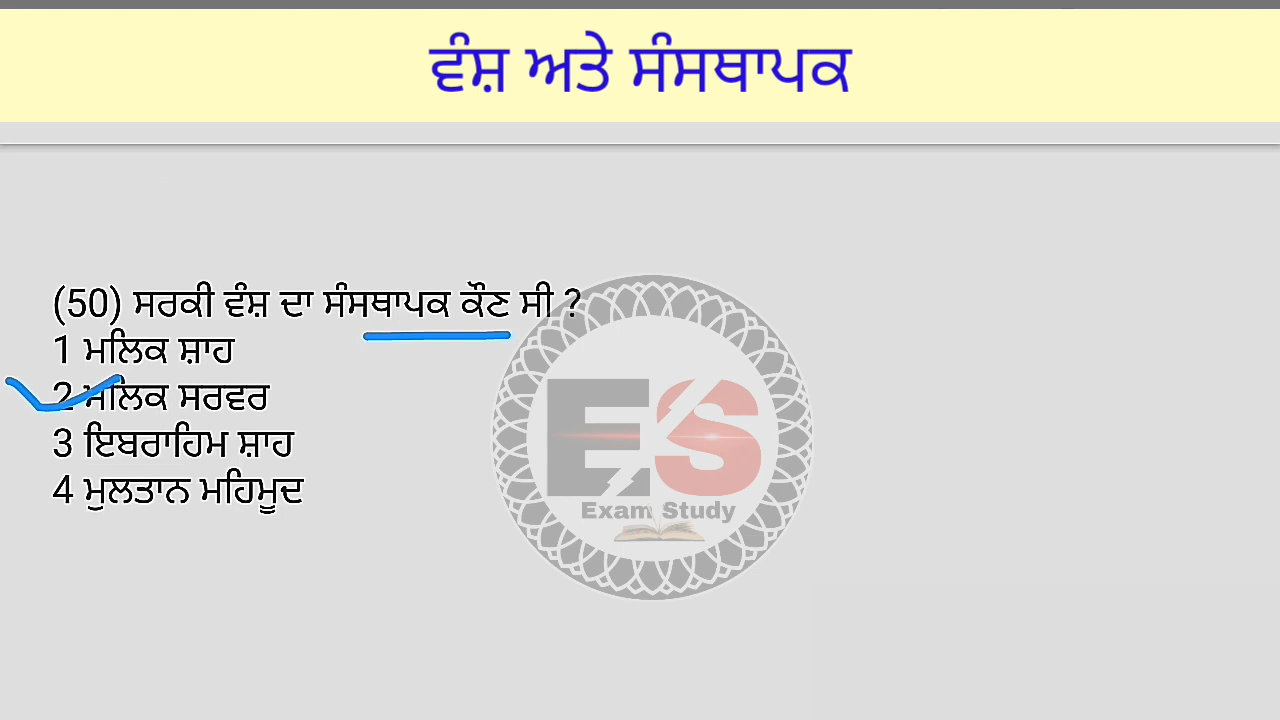 ਵੰਸ਼ ਅਤੇ ਸੰਸਥਾਪਕ
(50) ਸਰਕੀ ਵੰਸ਼ ਦਾ ਸੰਸਥਾਪਕ ਕੌਣ ਸੀ ?
1 ਮਲਿਕ ਸ਼ਾਹ
2 ਮਲਿਕ ਸਰਵਰ
3 ਇਬਰਾਹਿਮ ਸ਼ਾਹ
4 ਮੁਲਤਾਨ ਮਹਿਮੂਦ
ES
Exam Study